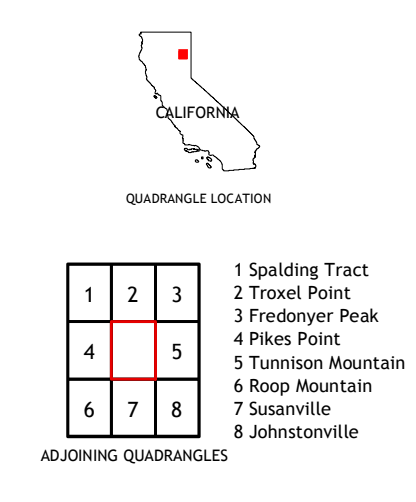 CALIFORNIA
QUADRANGLE LOCATION
1 2 3
4 5
6 7 8
1 Spalding Tract
2 Troxel Point
3 Fredonyer Peak
4 Pikes Point
5 Tunnison Mountain
6 Roop Mountain
7 Susanville
8 Johnstonville
ADJOINING QUADRANGLES